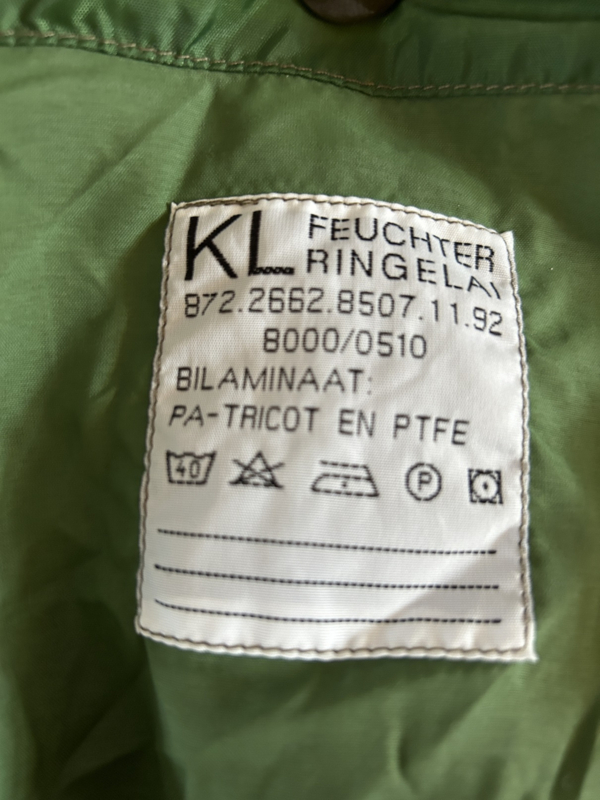 KL FEUCHTER
RINGELAI
872.2662.8507.11.92
8000/0510
BILAMINAAT:
PA-TRICOT EN PTFE
40 P